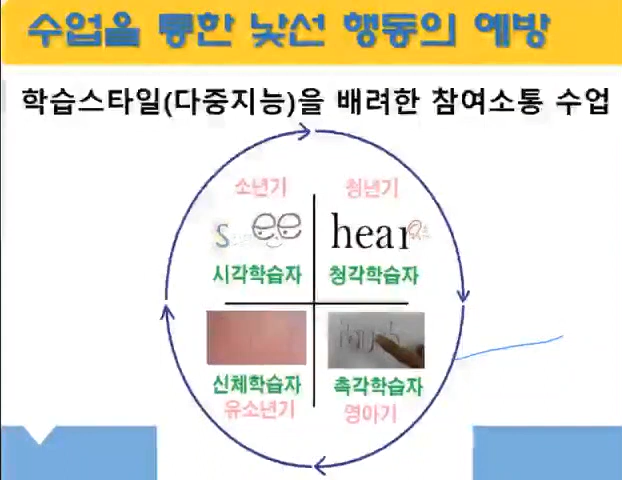 수업을 통한 낯선 행동의 예방
학습스타일(다중지능)을 배려한 참여소통 수업
소년기 청년기
see hear
시각학습자 청각학습자
신체학습자 촉각학습자
유소년기 영아기